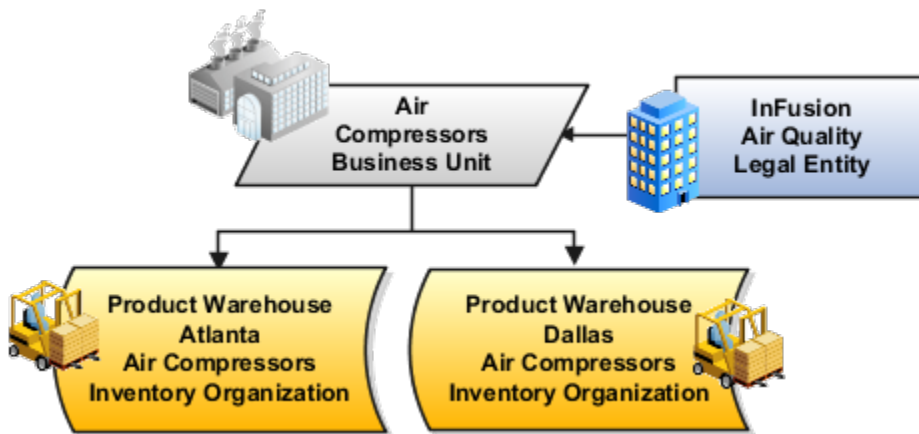 Air
Compressors
Business Unit
InFusion
Air Quality
Legal Entity
Product Warehouse
Atlanta
Air Compressors
Inventory Organization
Product Warehouse
Dallas
Air Compressors
Inventory Organization